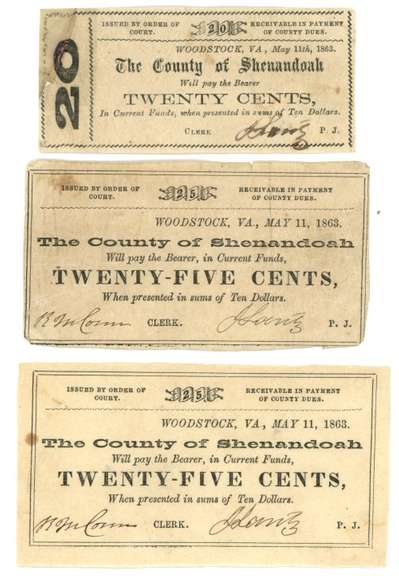 20
ISSUED BY ORDER OF COURT.
20
RECEIVABLE IN PAYMENT OF COUNTY DUES.
WOODSTOCK, VA., May 11th, 1863.
The County of Shenandoah
Will pay the Bearer
TWENTY CENTS,
In Current Funds, when presented in sums of Ten Dollars.
CLERK P. J.
ISSUED BY ORDER OF COURT.
25
RECEIVABLE IN PAYMENT OF COUNTY DUES.
WOODSTOCK, VA., MAY 11, 1863.
The County of Shenandoah
Will pay the Bearer, in Current Funds,
TWENTY-FIVE CENTS,
When presented in sums of Ten Dollars.
CLERK. P. J.
ISSUED BY ORDER OF COURT.
25
RECEIVABLE IN PAYMENT OF COUNTY DUES.
WOODSTOCK, VA., MAY 11, 1863.
The County of Shenandoah
Will pay the Bearer, in Current Funds,
TWENTY-FIVE CENTS,
When presented in sums of Ten Dollars.
CLERK. P. J.